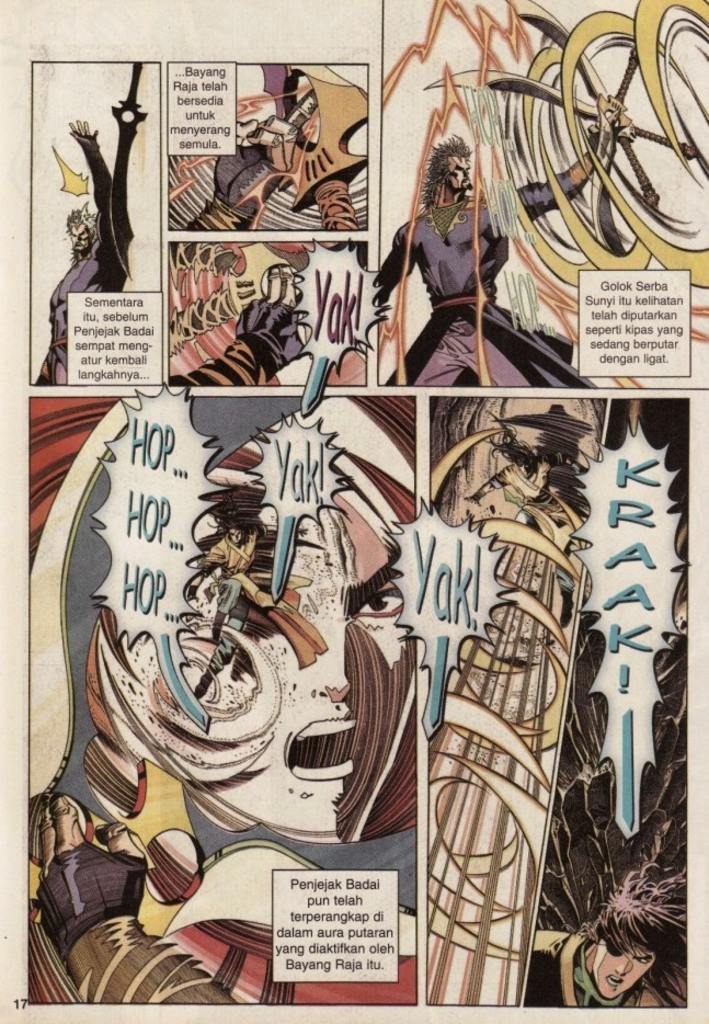 Sementara
itu, sebelum
Penjejak Badai
sempat meng-
atur kembali
langkahnya...
...Bayang
Raja telah
bersedia
untuk
menyerang
semula.
Yak!
HOP...
HOP...
HOP...
Golok Serba
Sunyi itu kelihatan
telah diputarkan
seperti kipas yang
sedang berputar
dengan ligat.
HOP...
HOP...
HOP...
Yak!
Penjejak Badai
pun telah
terperangkap di
dalam aura putaran
yang diaktifkan oleh
Bayang Raja itu.
Yak!
KRAAK!
17